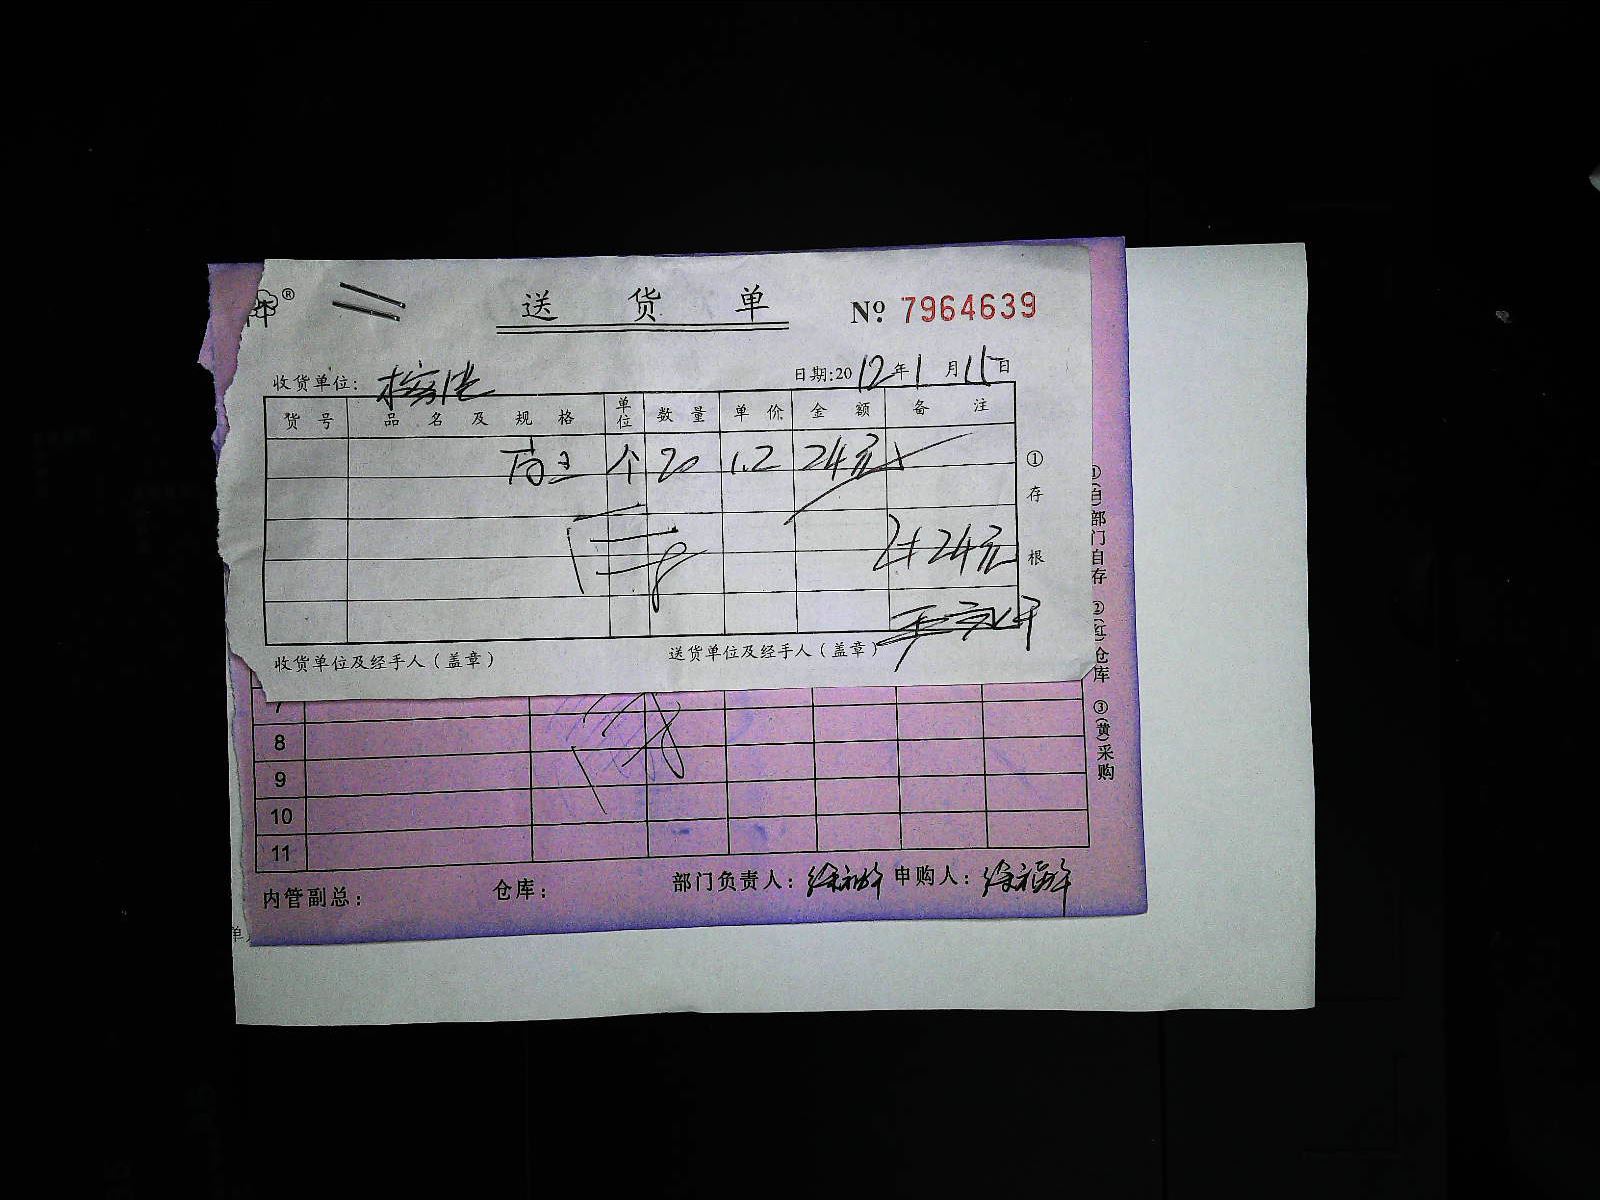 ®
送货单 № 7964639
收货单位: 日期:2012年1月15日
货号 品名及规格 单位 数量 单价 金额 备注
个 20 1.2 24元
24元
①存根
收货单位及经手人(盖章) 送货单位及经手人(盖章)
7
8
9
10
11
内管副总: 仓库: 部门负责人: 申购人:
①(白)部门自存 ②(红)仓库 ③(黄)采购
单